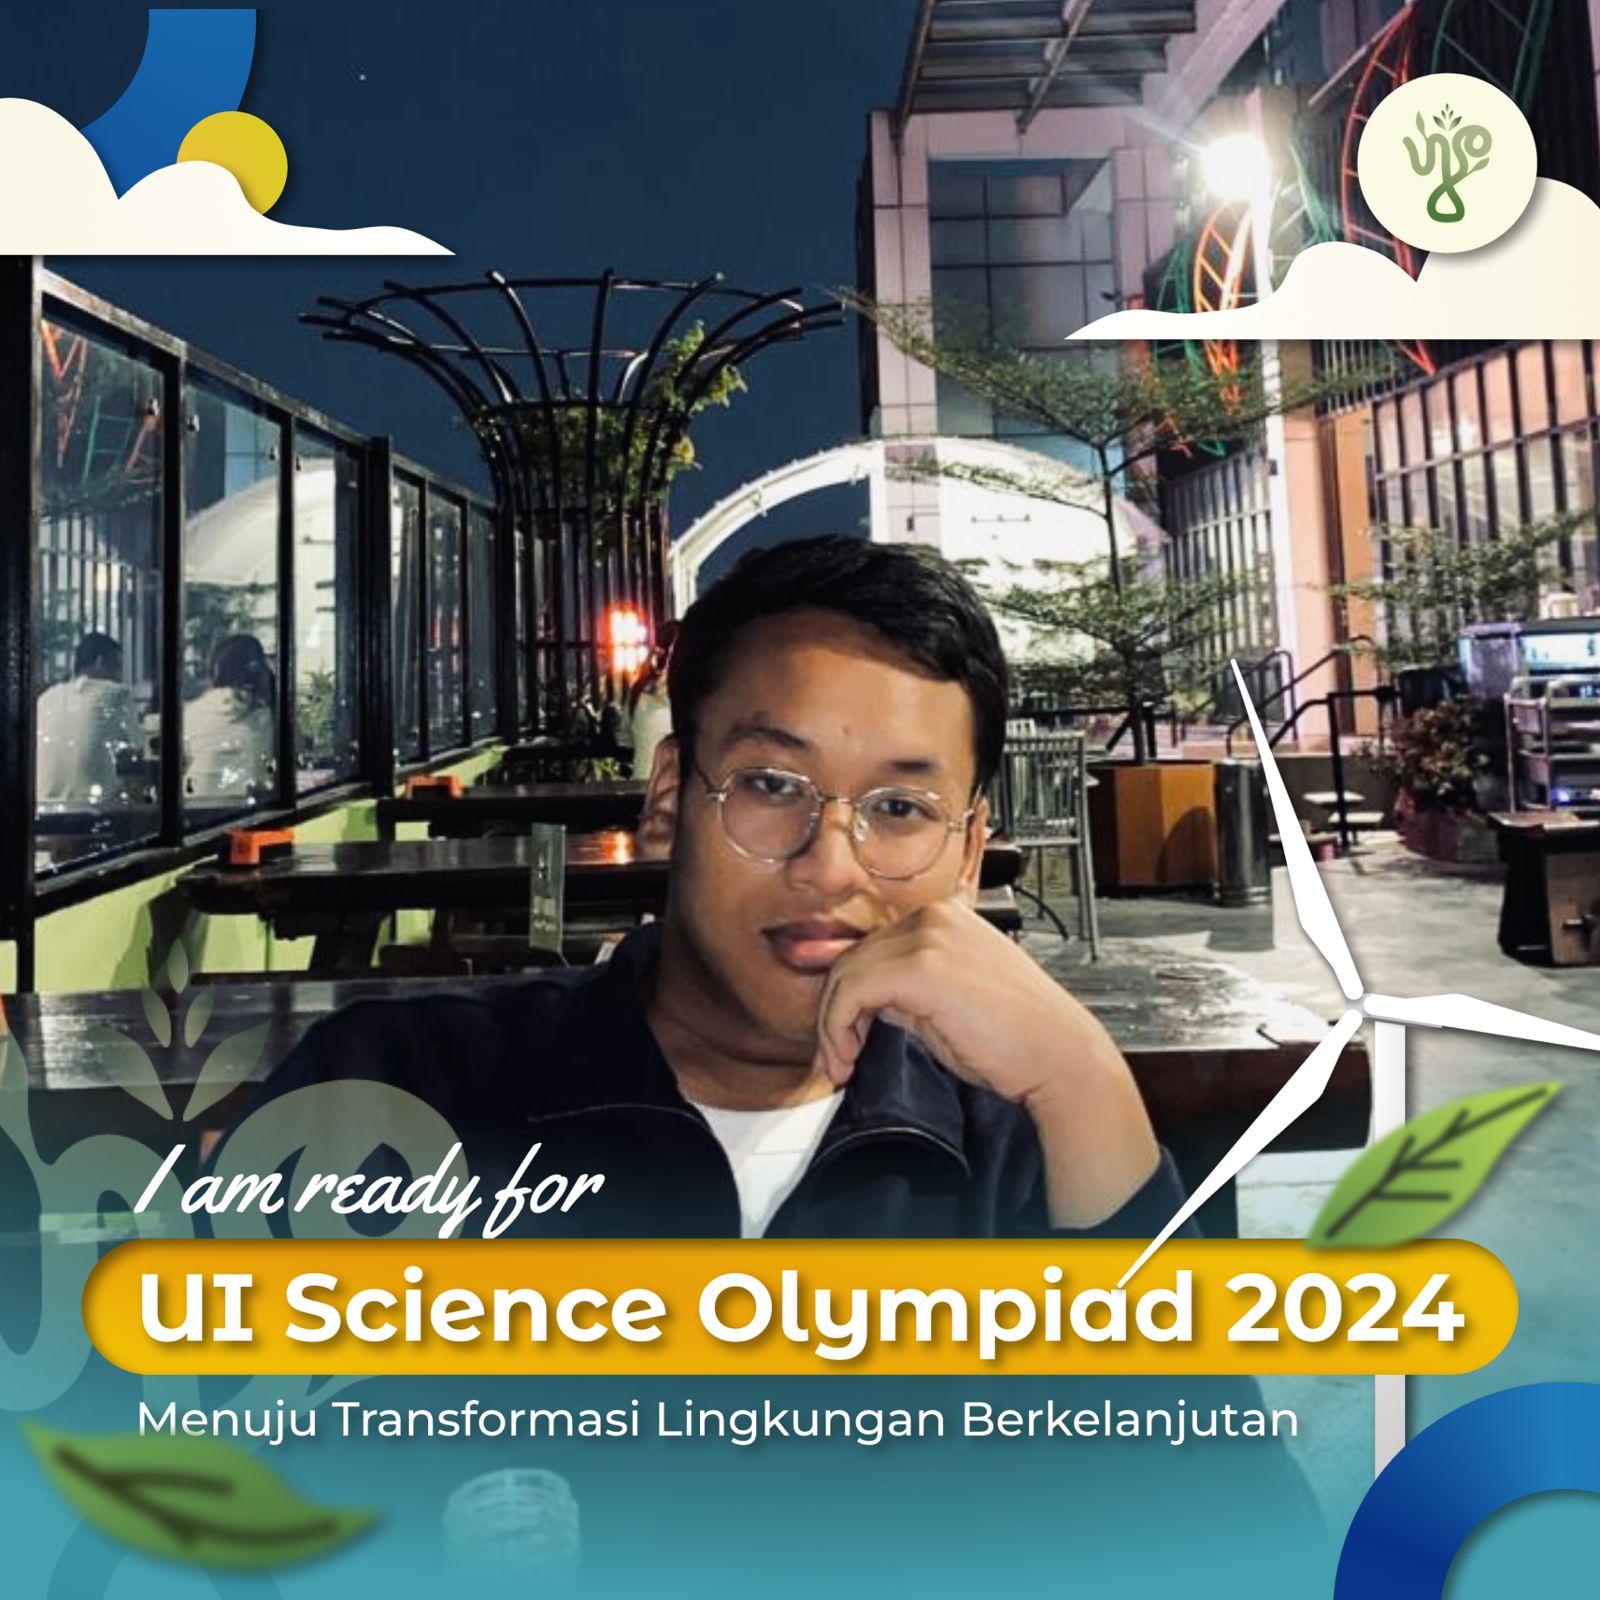 I am ready for
UI Science Olympiad 2024
Menuju Transformasi Lingkungan Berkelanjutan